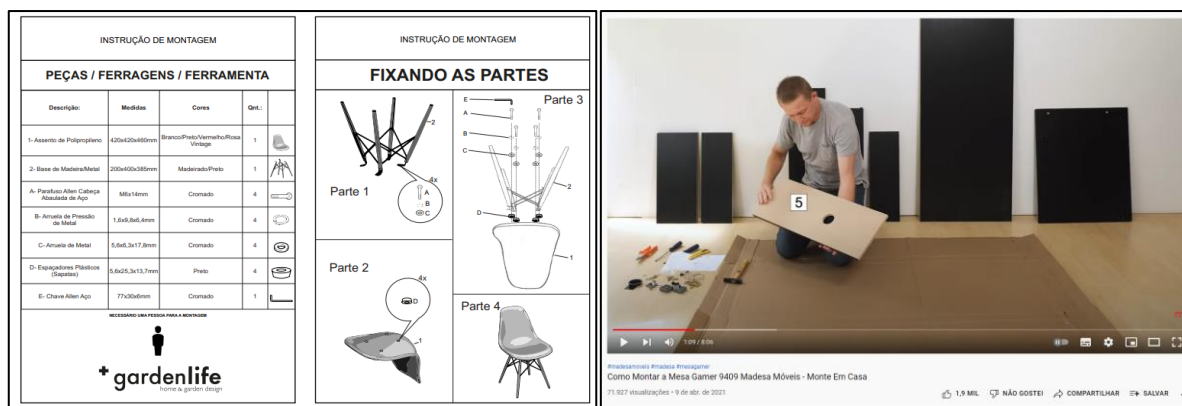 INSTRUÇÃO DE MONTAGEM
PEÇAS / FERRAGENS / FERRAMENTA
Descrição: Medidas Cores Qnt.:
1- Assento de Polipropileno 420x420x460mm Branco/Preto/Vermelho/Rosa Vintage 1
2- Base de Madeira/Metal 200x400x385mm Madeirado/Preto 1
A- Parafuso Allen Cabeça Abaulada de Aço M6x14mm Cromado 4
B- Arruela de Pressão de Metal 1,6x9,8x6,4mm Cromado 4
C- Arruela de Metal 5,6x6,3x17,8mm Cromado 4
D- Espaçadores Plásticos (Sapatas) 5,6x25,3x13,7mm Preto 4
E- Chave Allen Aço 77x30x6mm Cromado 1
NECESSÁRIO UMA PESSOA PARA A MONTAGEM
gardenlife
home & garden design
INSTRUÇÃO DE MONTAGEM
FIXANDO AS PARTES
2
4x
A
B
C
Parte 1
Parte 2
4x
D
1
Parte 3
E
A
B
C
2
D
1
Parte 4
5
1:09 / 8:06
#madesamoveis #madesa #mesagamer
Como Montar a Mesa Gamer 9409 Madesa Móveis - Monte Em Casa
71.927 visualizações • 9 de abr. de 2021
1,9 MIL NÃO GOSTEI COMPARTILHAR SALVAR